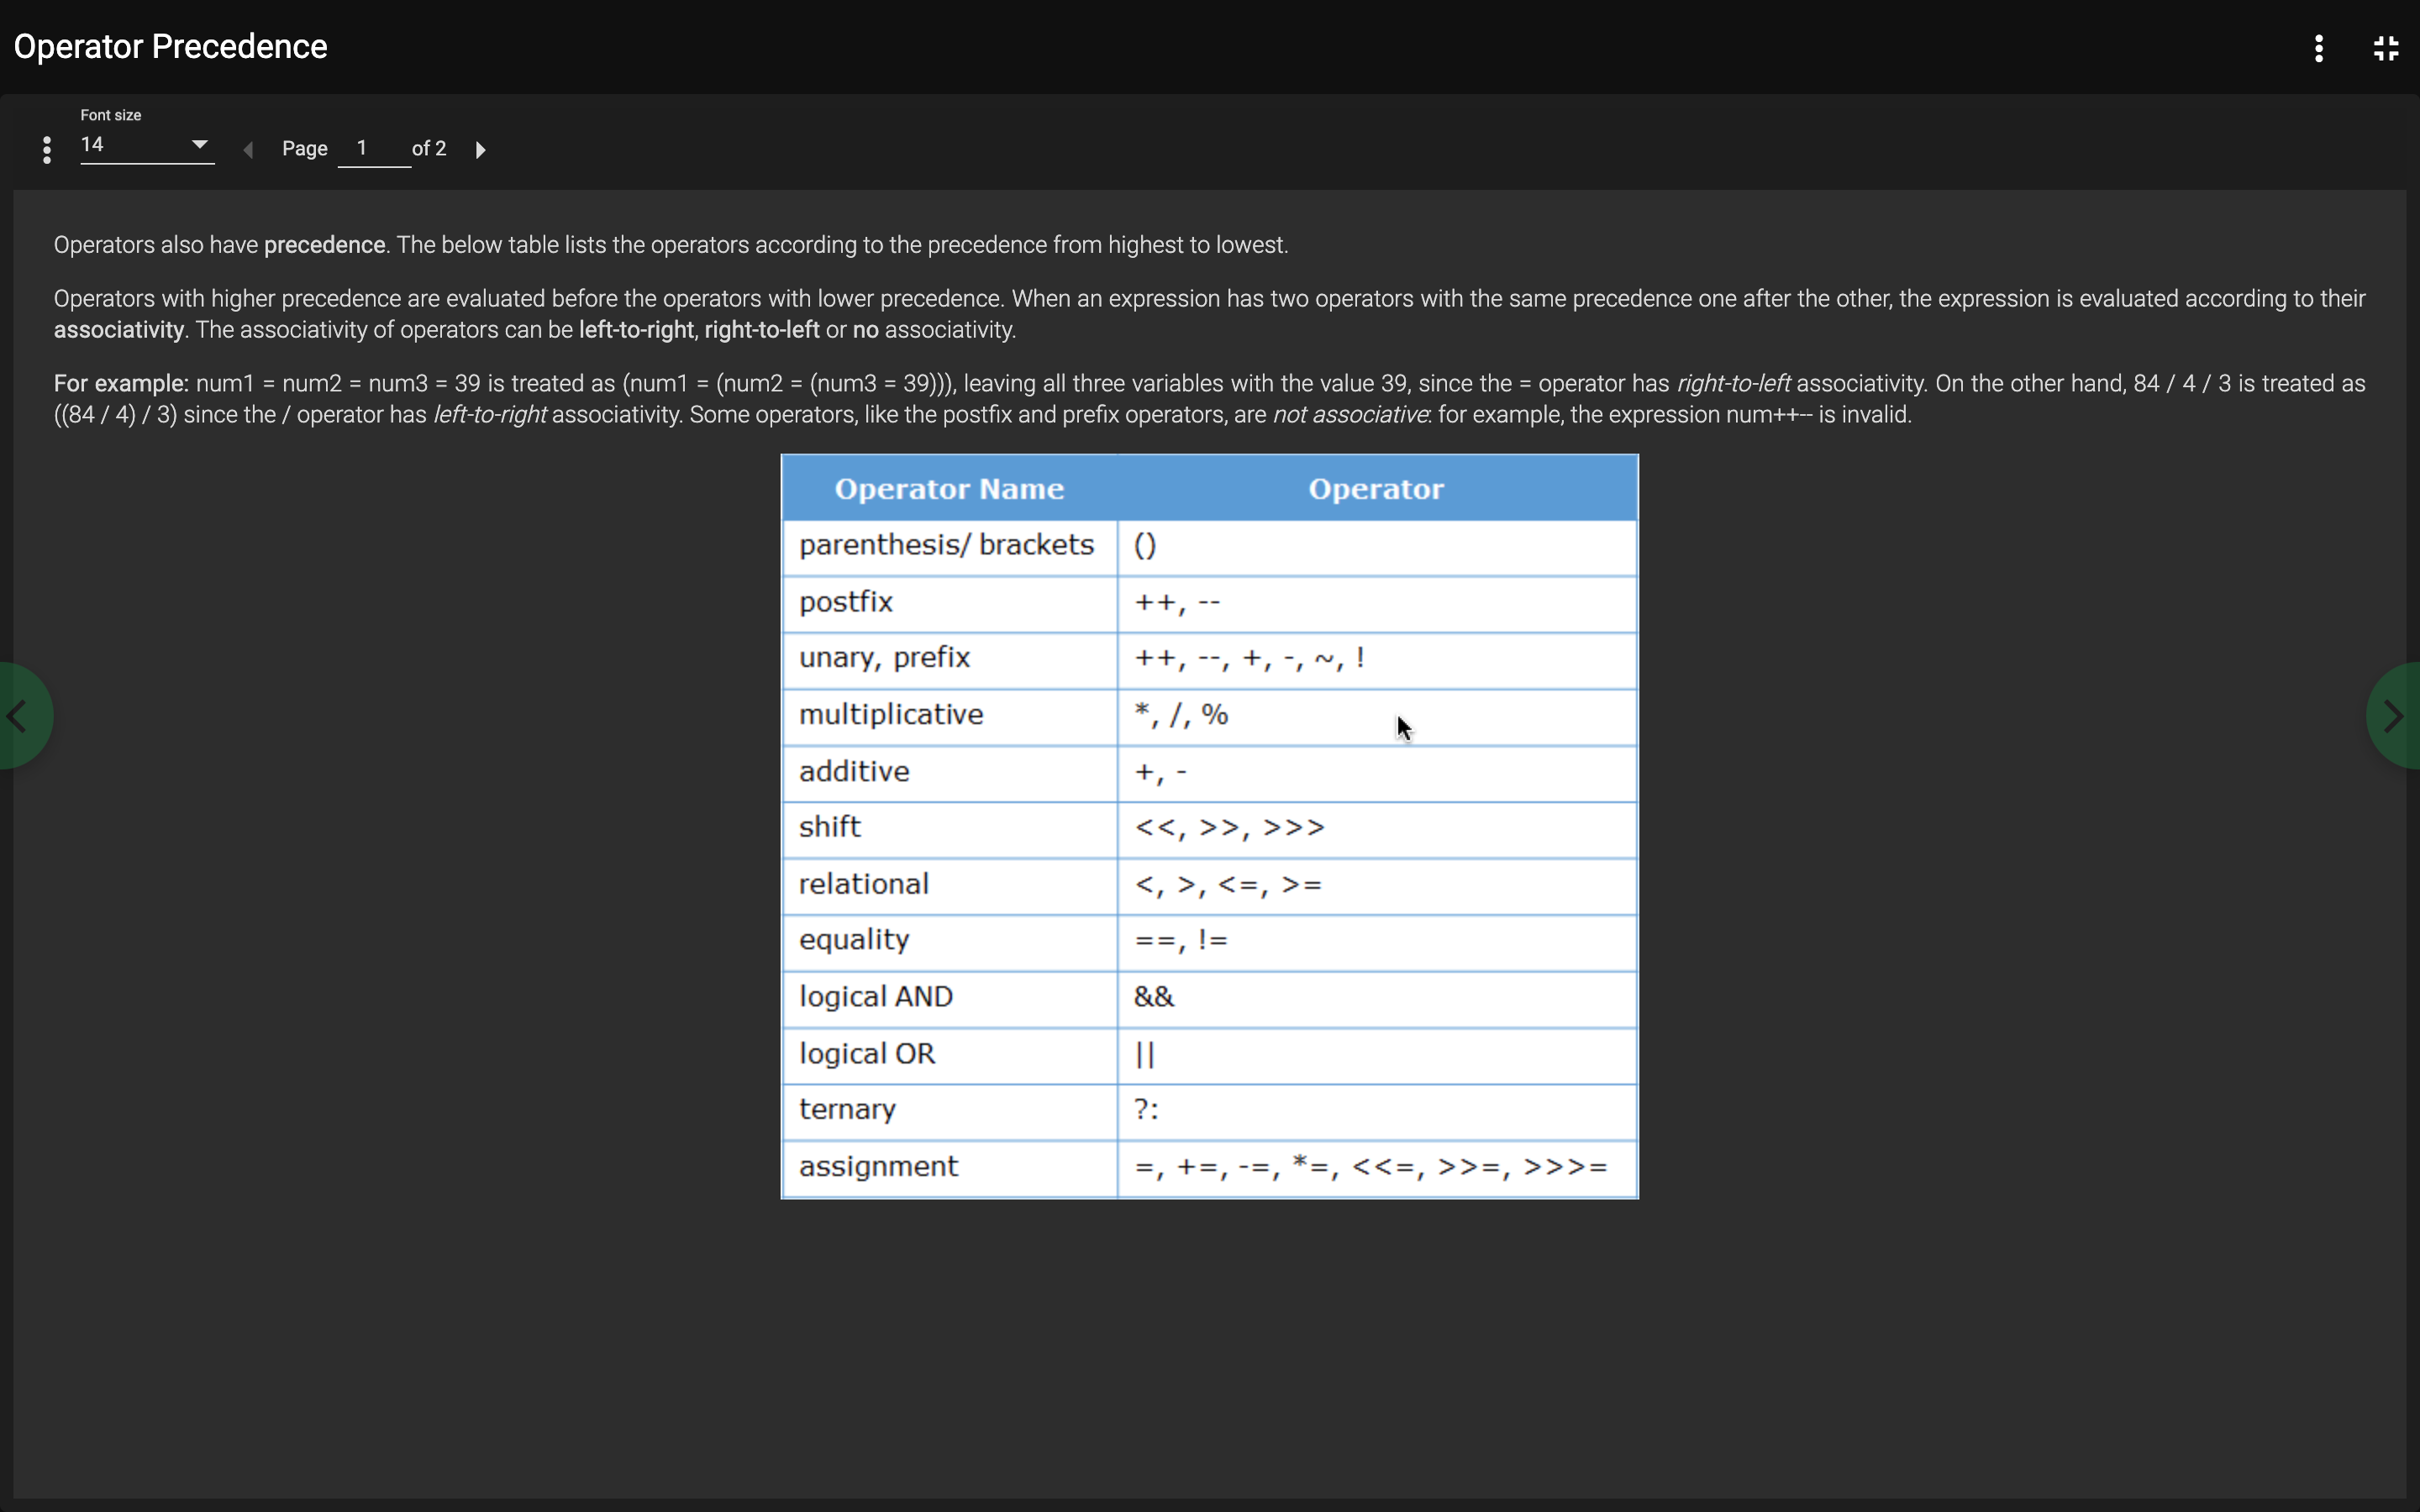 Operator Precedence
Font size
14
Page 1 of 2
Operators also have precedence. The below table lists the operators according to the precedence from highest to lowest.
Operators with higher precedence are evaluated before the operators with lower precedence. When an expression has two operators with the same precedence one after the other, the expression is evaluated according to their
associativity. The associativity of operators can be left-to-right, right-to-left or no associativity.
For example: num1 = num2 = num3 = 39 is treated as (num1 = (num2 = (num3 = 39))), leaving all three variables with the value 39, since the = operator has right-to-left associativity. On the other hand, 84 / 4 / 3 is treated as
((84 / 4) / 3) since the / operator has left-to-right associativity. Some operators, like the postfix and prefix operators, are not associative: for example, the expression num++-- is invalid.
Operator Name Operator
parenthesis/ brackets ()
postfix ++, --
unary, prefix ++, --, +, -, ~, !
multiplicative *, /, %
additive +, -
shift <<, >>, >>>
relational <, >, <=, >=
equality ==, !=
logical AND &&
logical OR ||
ternary ?:
assignment =, +=, -=, *=, <<=, >>=, >>>=